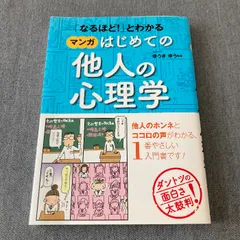 「なるほど!」とわかる
マンガ
はじめての
他人の
心理学
ゆうきゆう
他人のホンネと
ココロの声がわかる、
1番やさしい
入門書です!
ダントツの
面白さ
太鼓判!